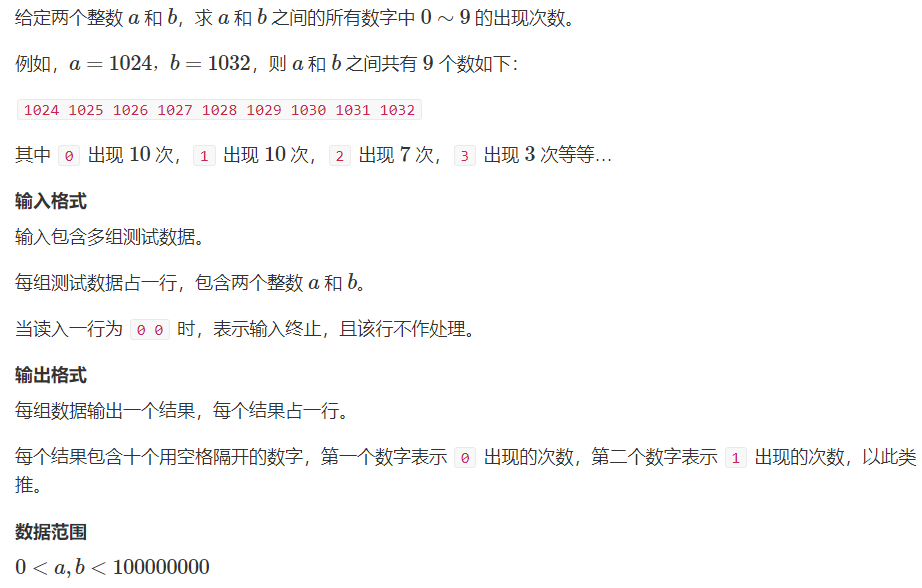 给定两个整数 a 和 b，求 a 和 b 之间的所有数字中 0 ∼ 9 的出现次数。
例如，a = 1024，b = 1032，则 a 和 b 之间共有 9 个数如下：
1024 1025 1026 1027 1028 1029 1030 1031 1032
其中 0 出现 10 次， 1 出现 10 次， 2 出现 7 次， 3 出现 3 次等等…
输入格式
输入包含多组测试数据。
每组测试数据占一行，包含两个整数 a 和 b。
当读入一行为 0 0 时，表示输入终止，且该行不作处理。
输出格式
每组数据输出一个结果，每个结果占一行。
每个结果包含十个用空格隔开的数字，第一个数字表示 0 出现的次数，第二个数字表示 1 出现的次数，以此类
推。
数据范围
0 < a, b < 100000000